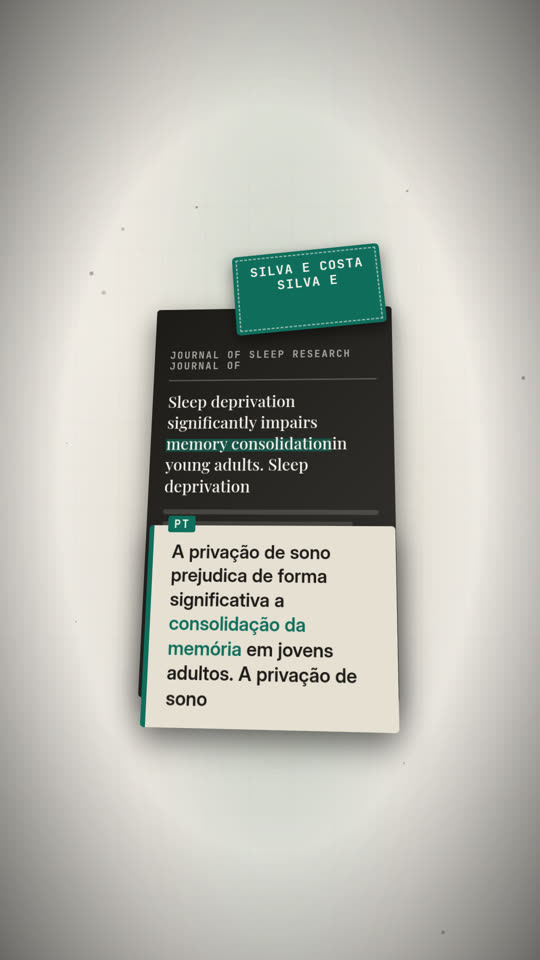 SILVA E COSTA
SILVA E
JOURNAL OF SLEEP RESEARCH
JOURNAL OF
Sleep deprivation
significantly impairs
memory consolidationin
young adults. Sleep
deprivation
PT
A privação de sono
prejudica de forma
significativa a
consolidação da
memória em jovens
adultos. A privação de
sono